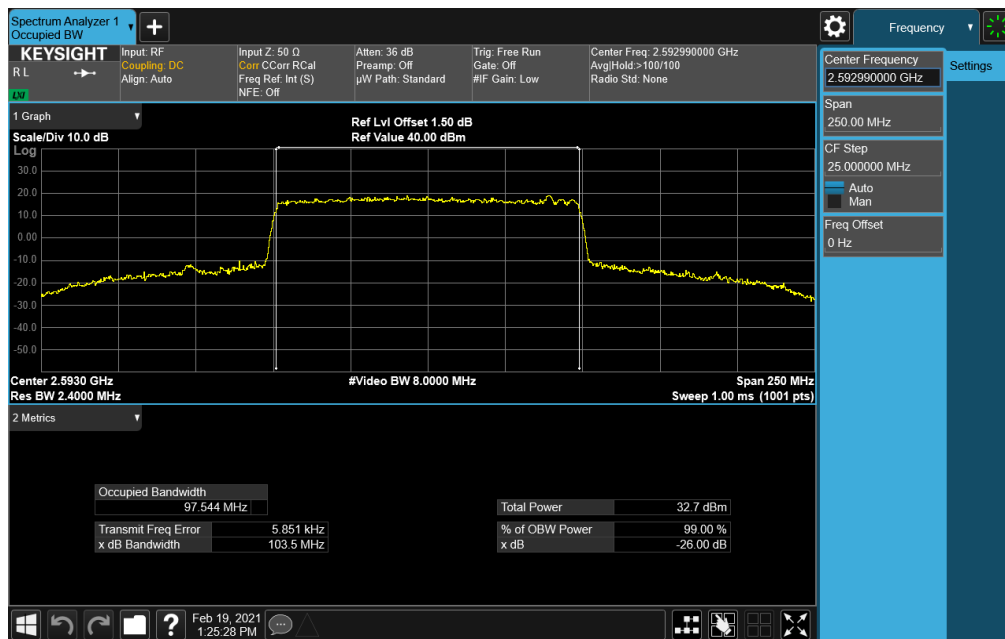 Spectrum Analyzer 1
Occupied BW
Frequency
KEYSIGHT
R L
LXI
Input: RF
Coupling: DC
Align: Auto
Input Z: 50 Ω
Corr CCorr RCal
Freq Ref: Int (S)
NFE: Off
Atten: 36 dB
Preamp: Off
µW Path: Standard
Trig: Free Run
Gate: Off
#IF Gain: Low
Center Freq: 2.592990000 GHz
Avg|Hold:>100/100
Radio Std: None
Center Frequency
2.592990000 GHz
Settings
Span
250.00 MHz
CF Step
25.000000 MHz
Auto
Man
Freq Offset
0 Hz
1 Graph
Scale/Div 10.0 dB
Ref Lvl Offset 1.50 dB
Ref Value 40.00 dBm
Log
30.0
20.0
10.0
0.00
-10.0
-20.0
-30.0
-40.0
-50.0
Center 2.5930 GHz
Res BW 2.4000 MHz
#Video BW 8.0000 MHz
Span 250 MHz
Sweep 1.00 ms (1001 pts)
2 Metrics
Occupied Bandwidth
97.544 MHz
Transmit Freq Error 5.851 kHz
x dB Bandwidth 103.5 MHz
Total Power 32.7 dBm
% of OBW Power 99.00 %
x dB -26.00 dB
?
Feb 19, 2021
1:25:28 PM